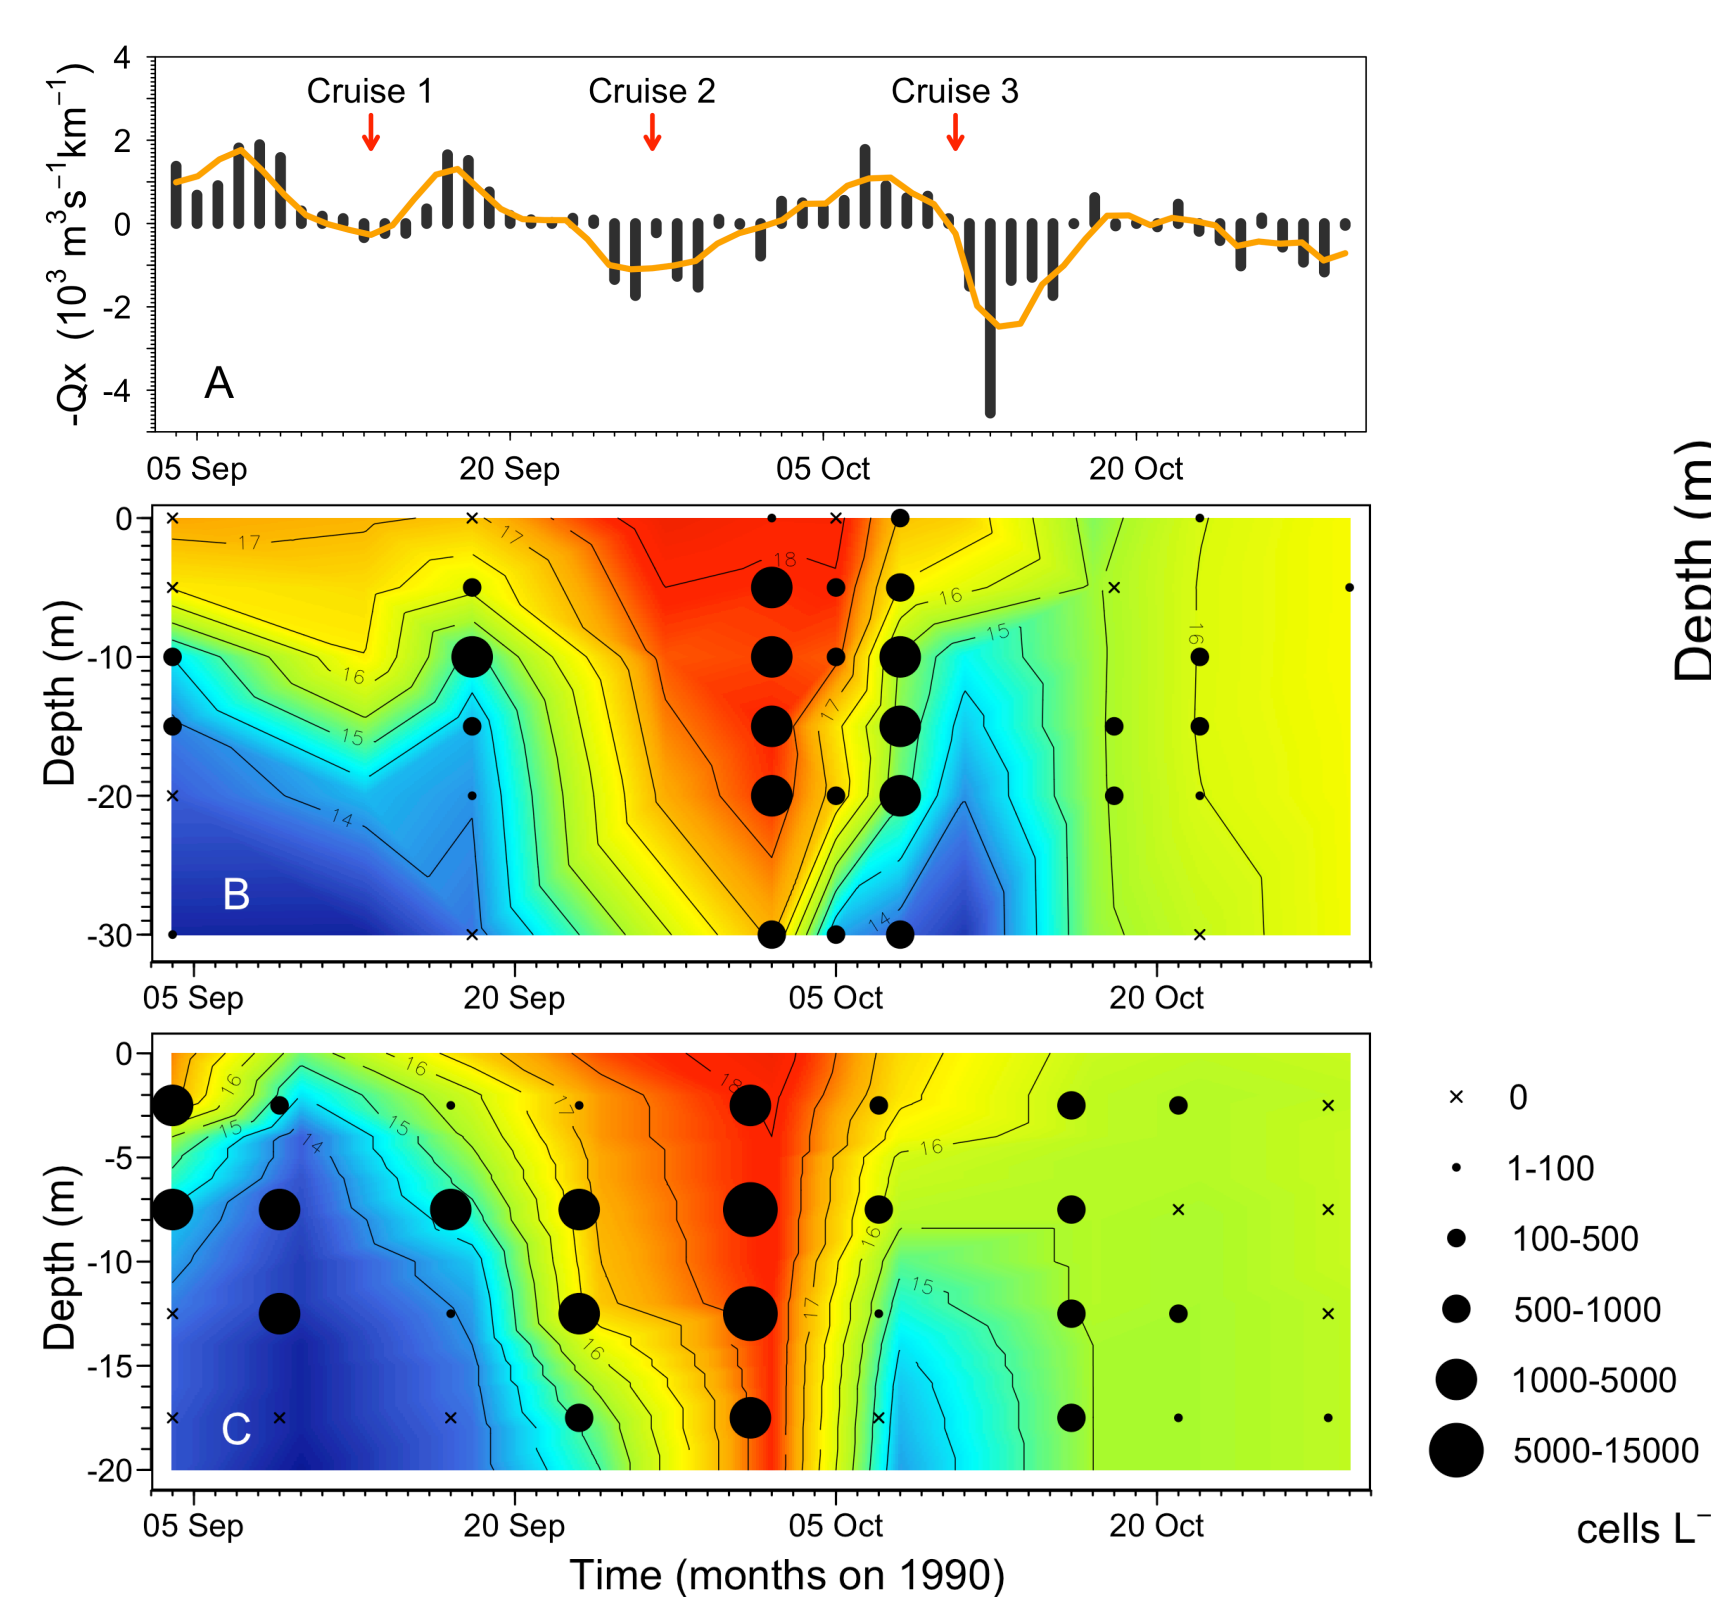 4
2
0
-2
-4
-Qx (10³ m³s⁻¹km⁻¹)
Cruise 1
Cruise 2
Cruise 3
A
05 Sep
20 Sep
05 Oct
20 Oct
Depth (m)
0
-10
-20
-30
17
17
18
16
16
15
17
15
16
14
14
B
05 Sep
20 Sep
05 Oct
20 Oct
Depth (m)
0
-5
-10
-15
-20
16
16
18
17
15
15
14
16
16
15
17
16
C
05 Sep
20 Sep
05 Oct
20 Oct
Time (months on 1990)
0
1-100
100-500
500-1000
1000-5000
5000-15000
cells L⁻
Depth (m)